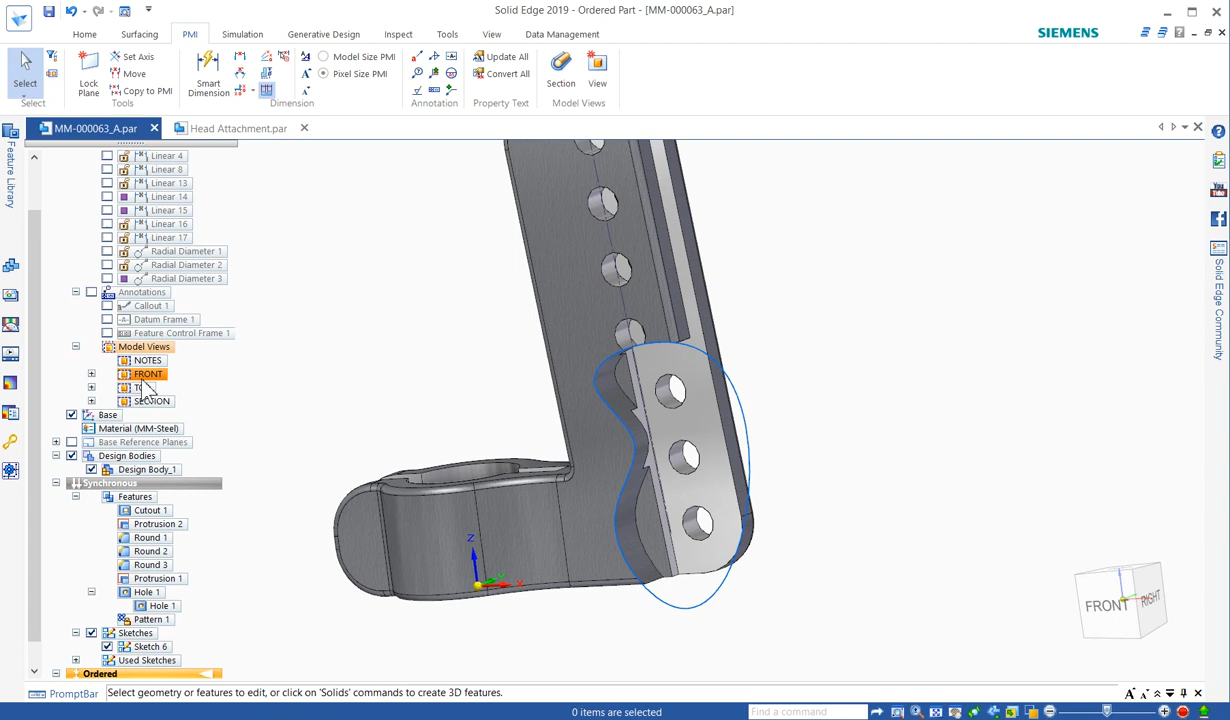 Solid Edge 2019 - Ordered Part - [MM-000063_A.par]
Home
Surfacing
PMI
Simulation
Generative Design
Inspect
Tools
View
Data Management
SIEMENS
Select
Select
Lock
Plane
Set Axis
Move
Copy to PMI
Tools
Smart
Dimension
Model Size PMI
Pixel Size PMI
Dimension
Annotation
Update All
Convert All
Property Text
Section
View
Model Views
MM-000063_A.par
Head Attachment.par
Feature Library
Linear 4
Linear 8
Linear 13
Linear 14
Linear 15
Linear 16
Linear 17
Radial Diameter 1
Radial Diameter 2
Radial Diameter 3
Annotations
Callout 1
Datum Frame 1
Feature Control Frame 1
Model Views
NOTES
FRONT
SECTION
Base
Material (MM-Steel)
Base Reference Planes
Design Bodies
Design Body_1
Synchronous
Features
Cutout 1
Protrusion 2
Round 1
Round 2
Round 3
Protrusion 1
Hole 1
Hole 1
Pattern 1
Sketches
Sketch 6
Used Sketches
Ordered
Z
X
FRONT
RIGHT
You
Tube
Solid Edge Community
PromptBar
Select geometry or features to edit, or click on 'Solids' commands to create 3D features.
0 items are selected
Find a command